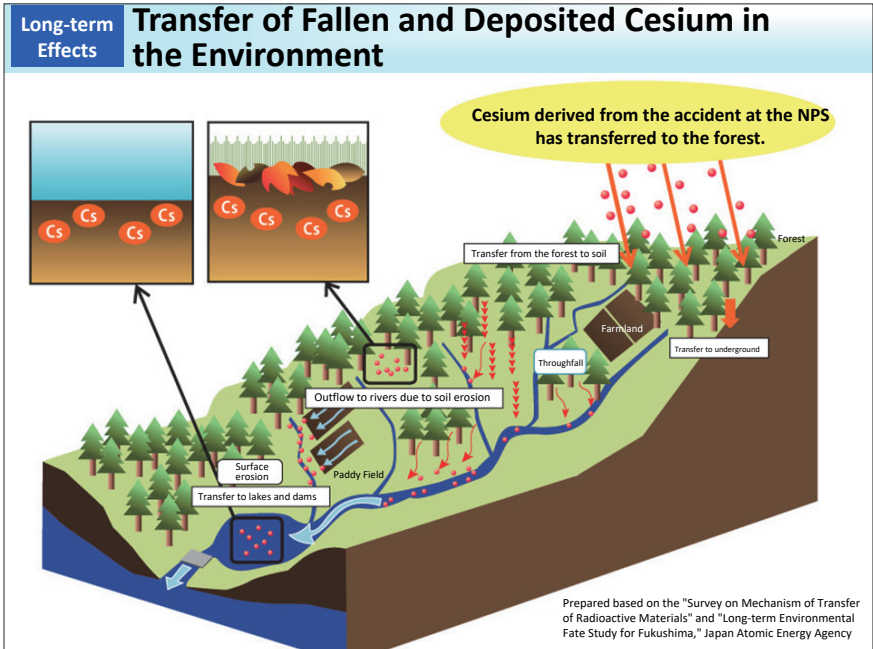 Long-term
Effects
Transfer of Fallen and Deposited Cesium in
the Environment
Cesium derived from the accident at the NPS
has transferred to the forest.
Cs
Cs
Cs
Cs
Cs
Cs
Cs
Cs
Forest
Transfer from the forest to soil
Farmland
Transfer to underground
Throughfall
Outflow to rivers due to soil erosion
Surface
erosion
Paddy Field
Transfer to lakes and dams
Prepared based on the "Survey on Mechanism of Transfer
of Radioactive Materials" and "Long-term Environmental
Fate Study for Fukushima," Japan Atomic Energy Agency